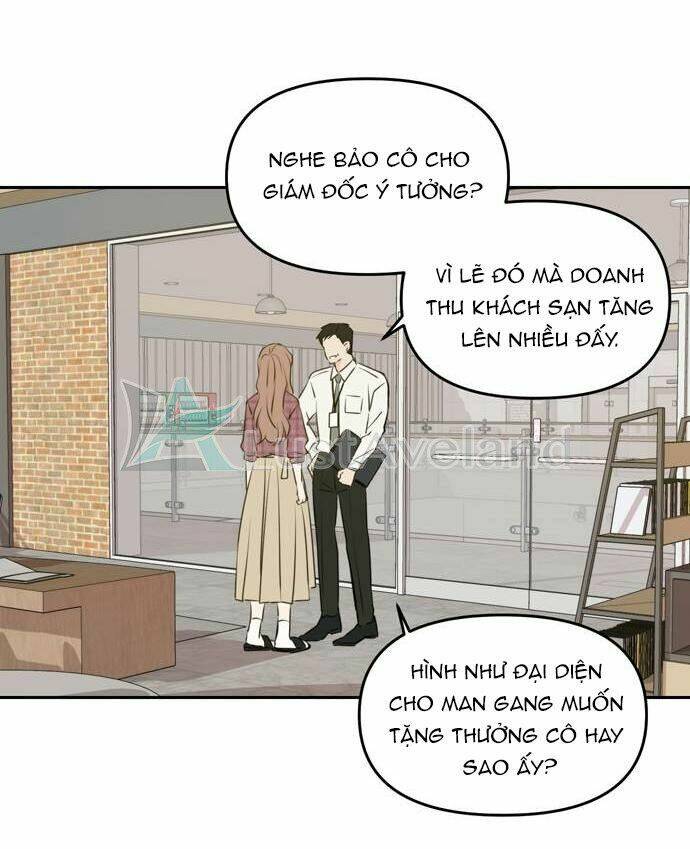 NGHE BẢO CÔ CHO
GIÁM ĐỐC Ý TƯỞNG?
VÌ LẼ ĐÓ MÀ DOANH
THU KHÁCH SẠN TĂNG
LÊN NHIỀU ĐẤY.
LustAveland
HÌNH NHƯ ĐẠI DIỆN
CHO MAN GANG MUỐN
TẶNG THƯỞNG CÔ HAY
SAO ẤY?